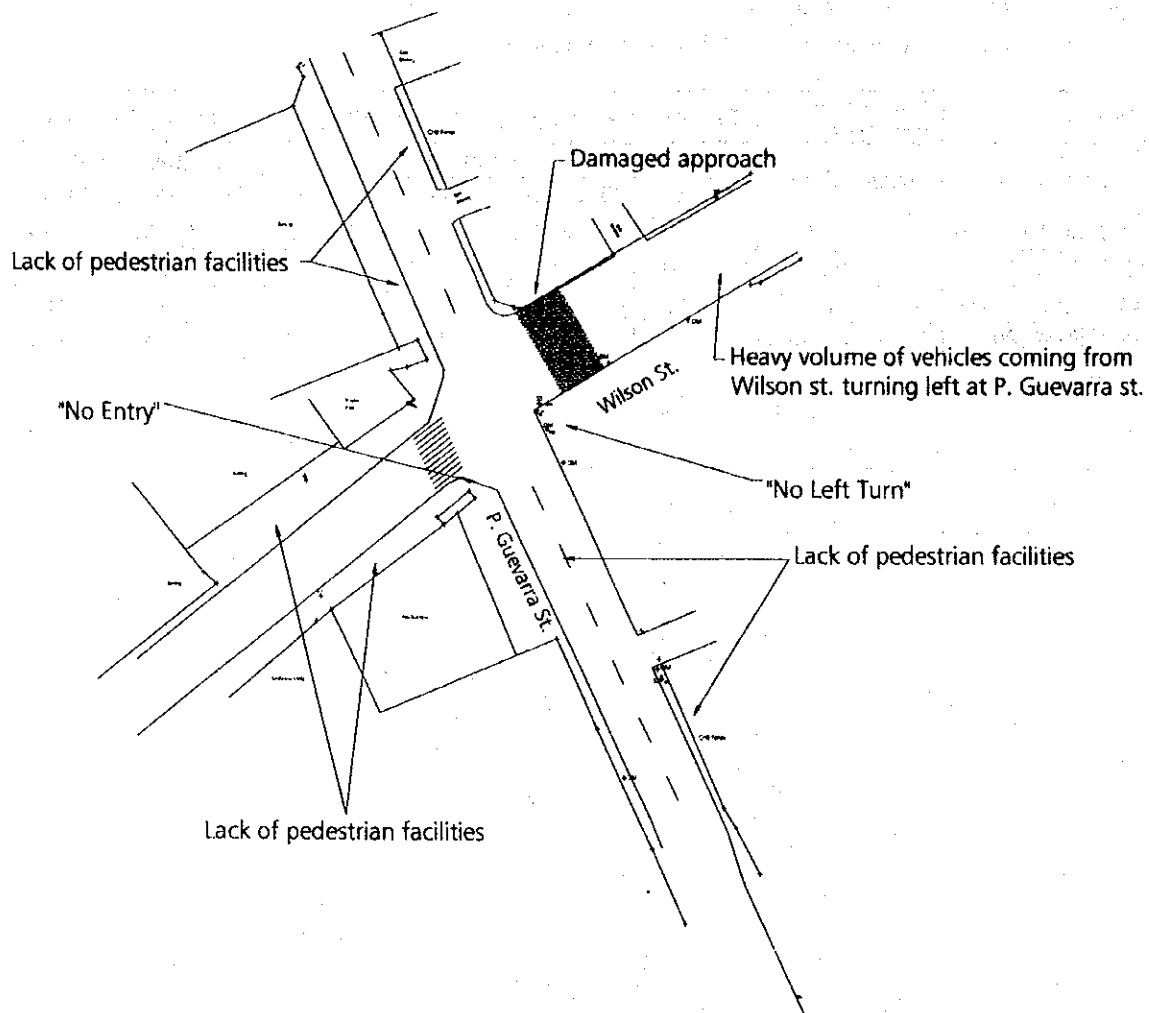 Damaged approach
Lack of pedestrian facilities
Heavy volume of vehicles coming from
Wilson st. turning left at P. Guevarra st.
Wilson St.
"No Entry"
"No Left Turn"
P. Guevarra St.
Lack of pedestrian facilities
Lack of pedestrian facilities